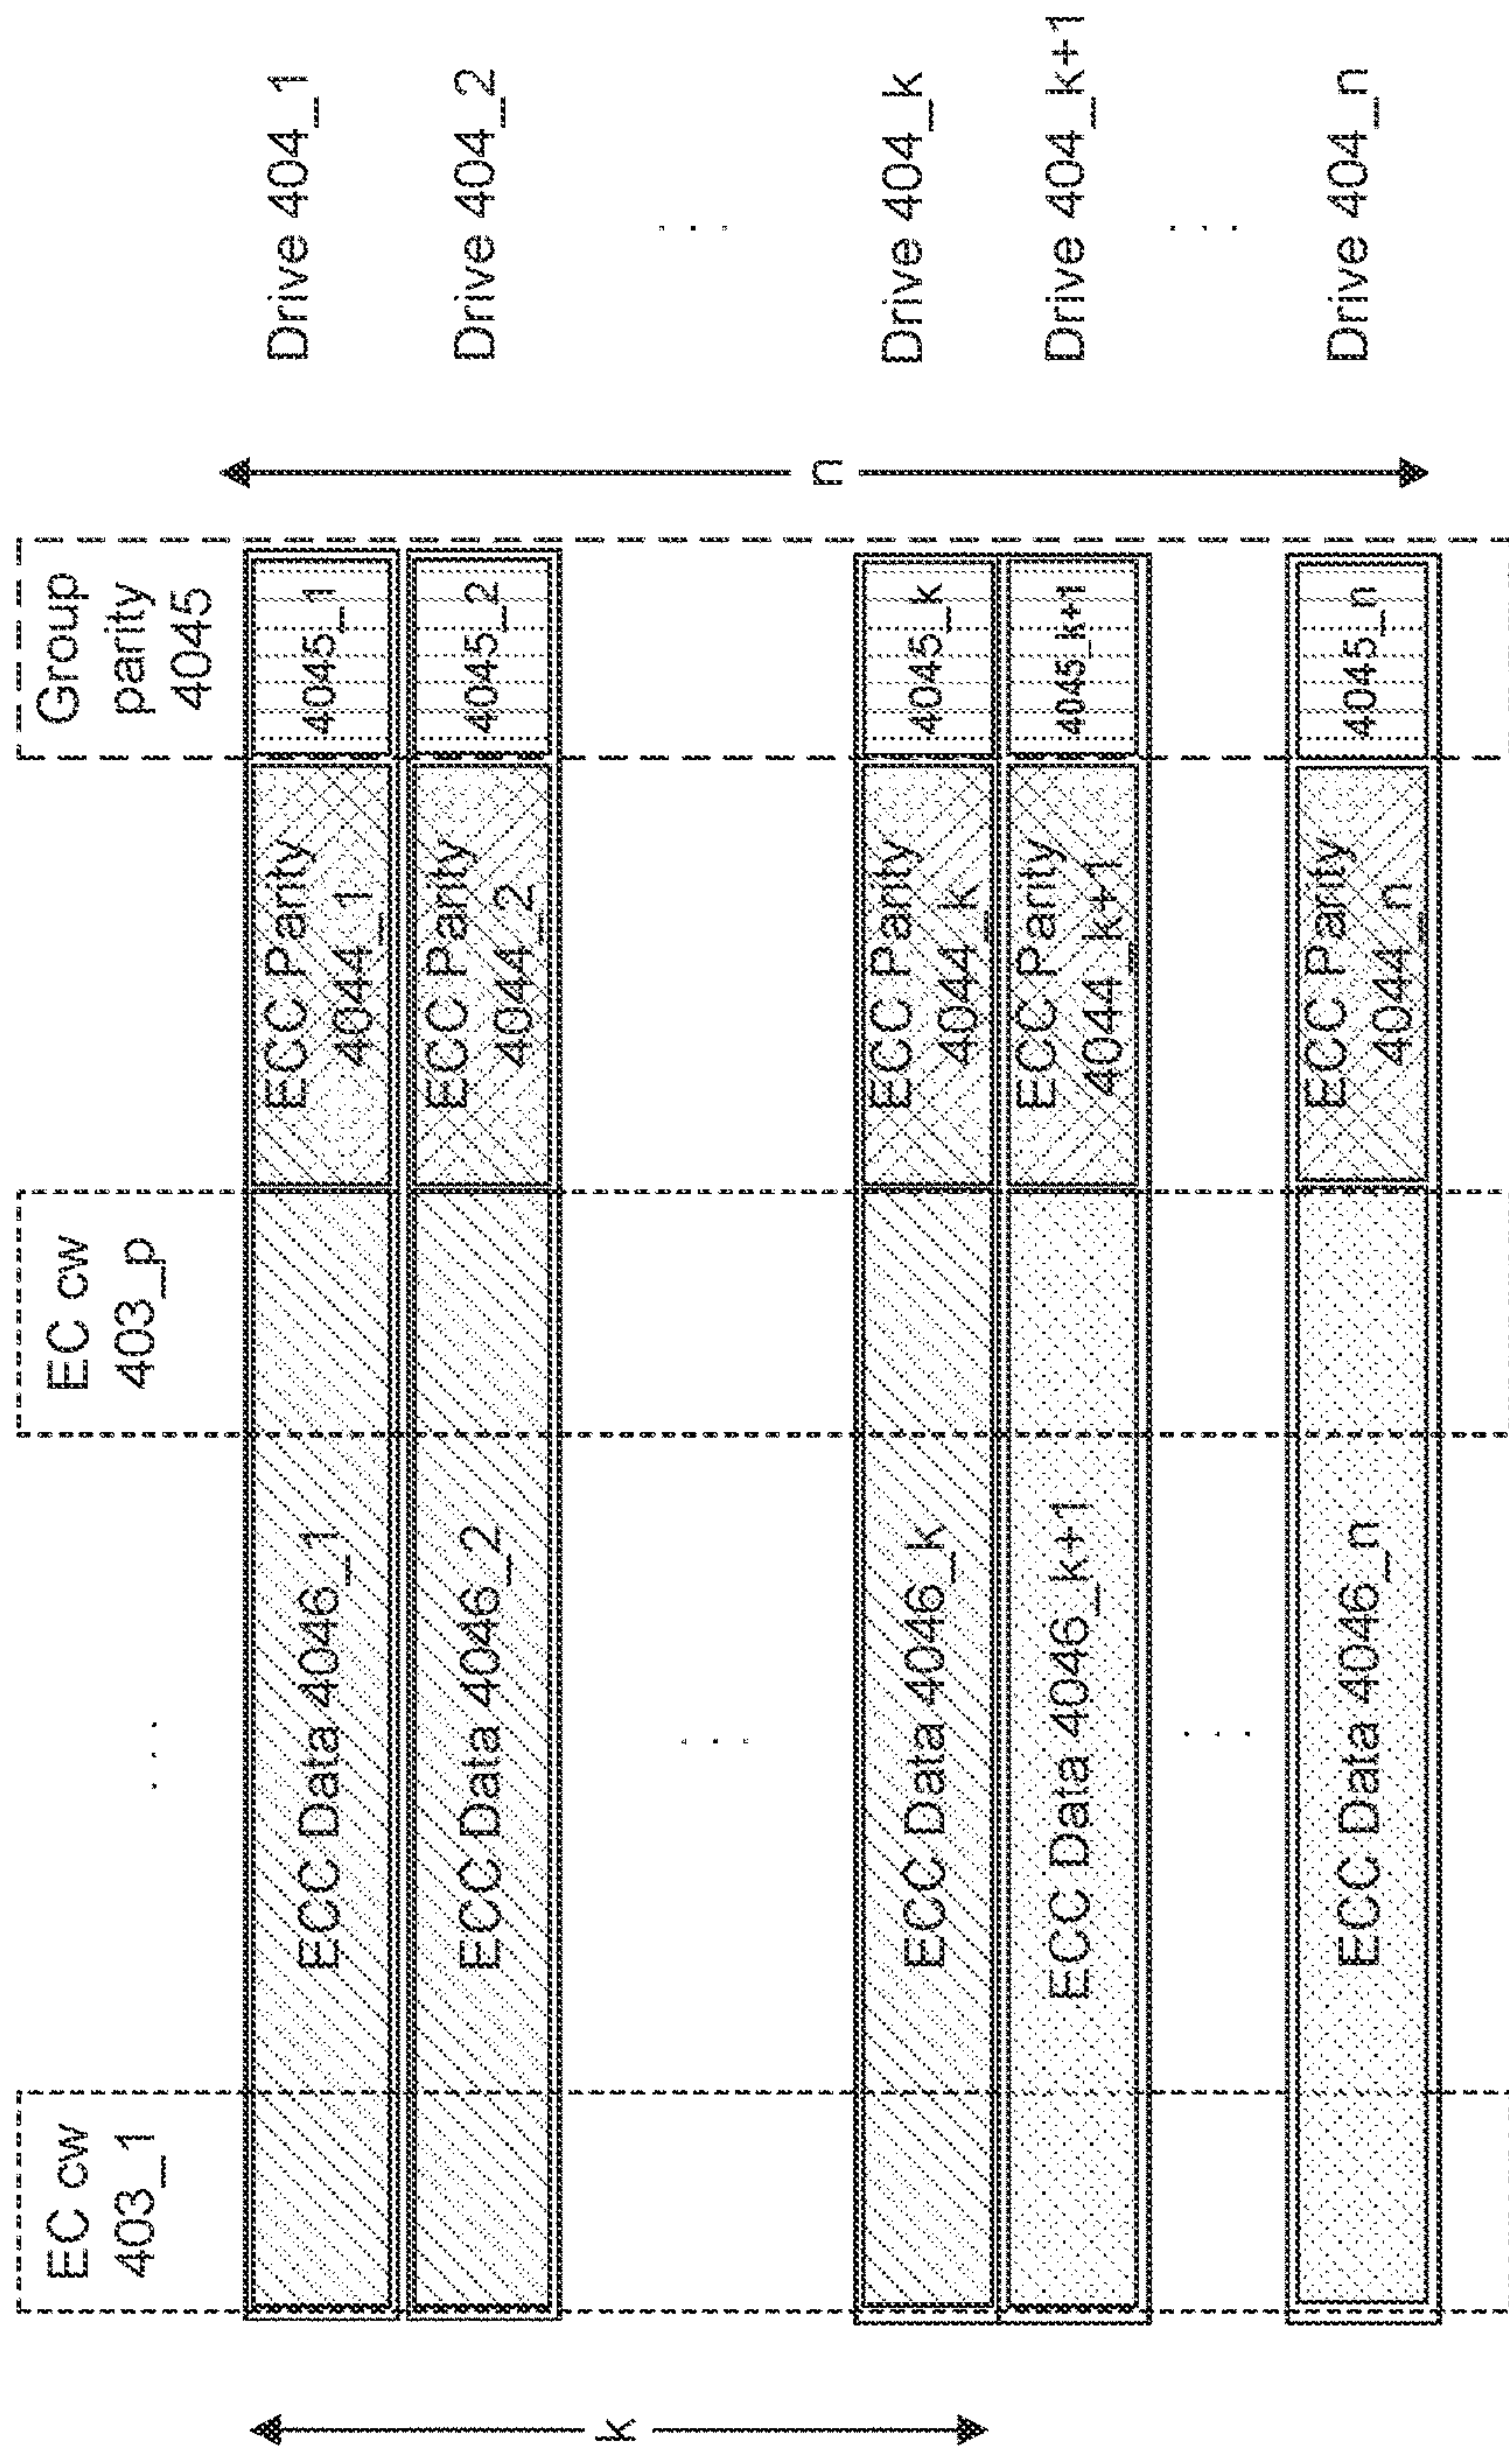 EC cw
403_1
. . .
EC cw
403_p
Group
parity
4045
k
ECC Data 4046_1
ECC Parity
4044_1
4045_1
Drive 404_1
ECC Data 4046_2
ECC Parity
4044_2
4045_2
Drive 404_2
. . .
. . .
n
ECC Data 4046_k
ECC Parity
4044_k
4045_k
Drive 404_k
ECC Data 4046_k+1
ECC Parity
4044_k+1
4045_k+1
Drive 404_k+1
. . .
. . .
ECC Data 4046_n
ECC Parity
4044_n
4045_n
Drive 404_n